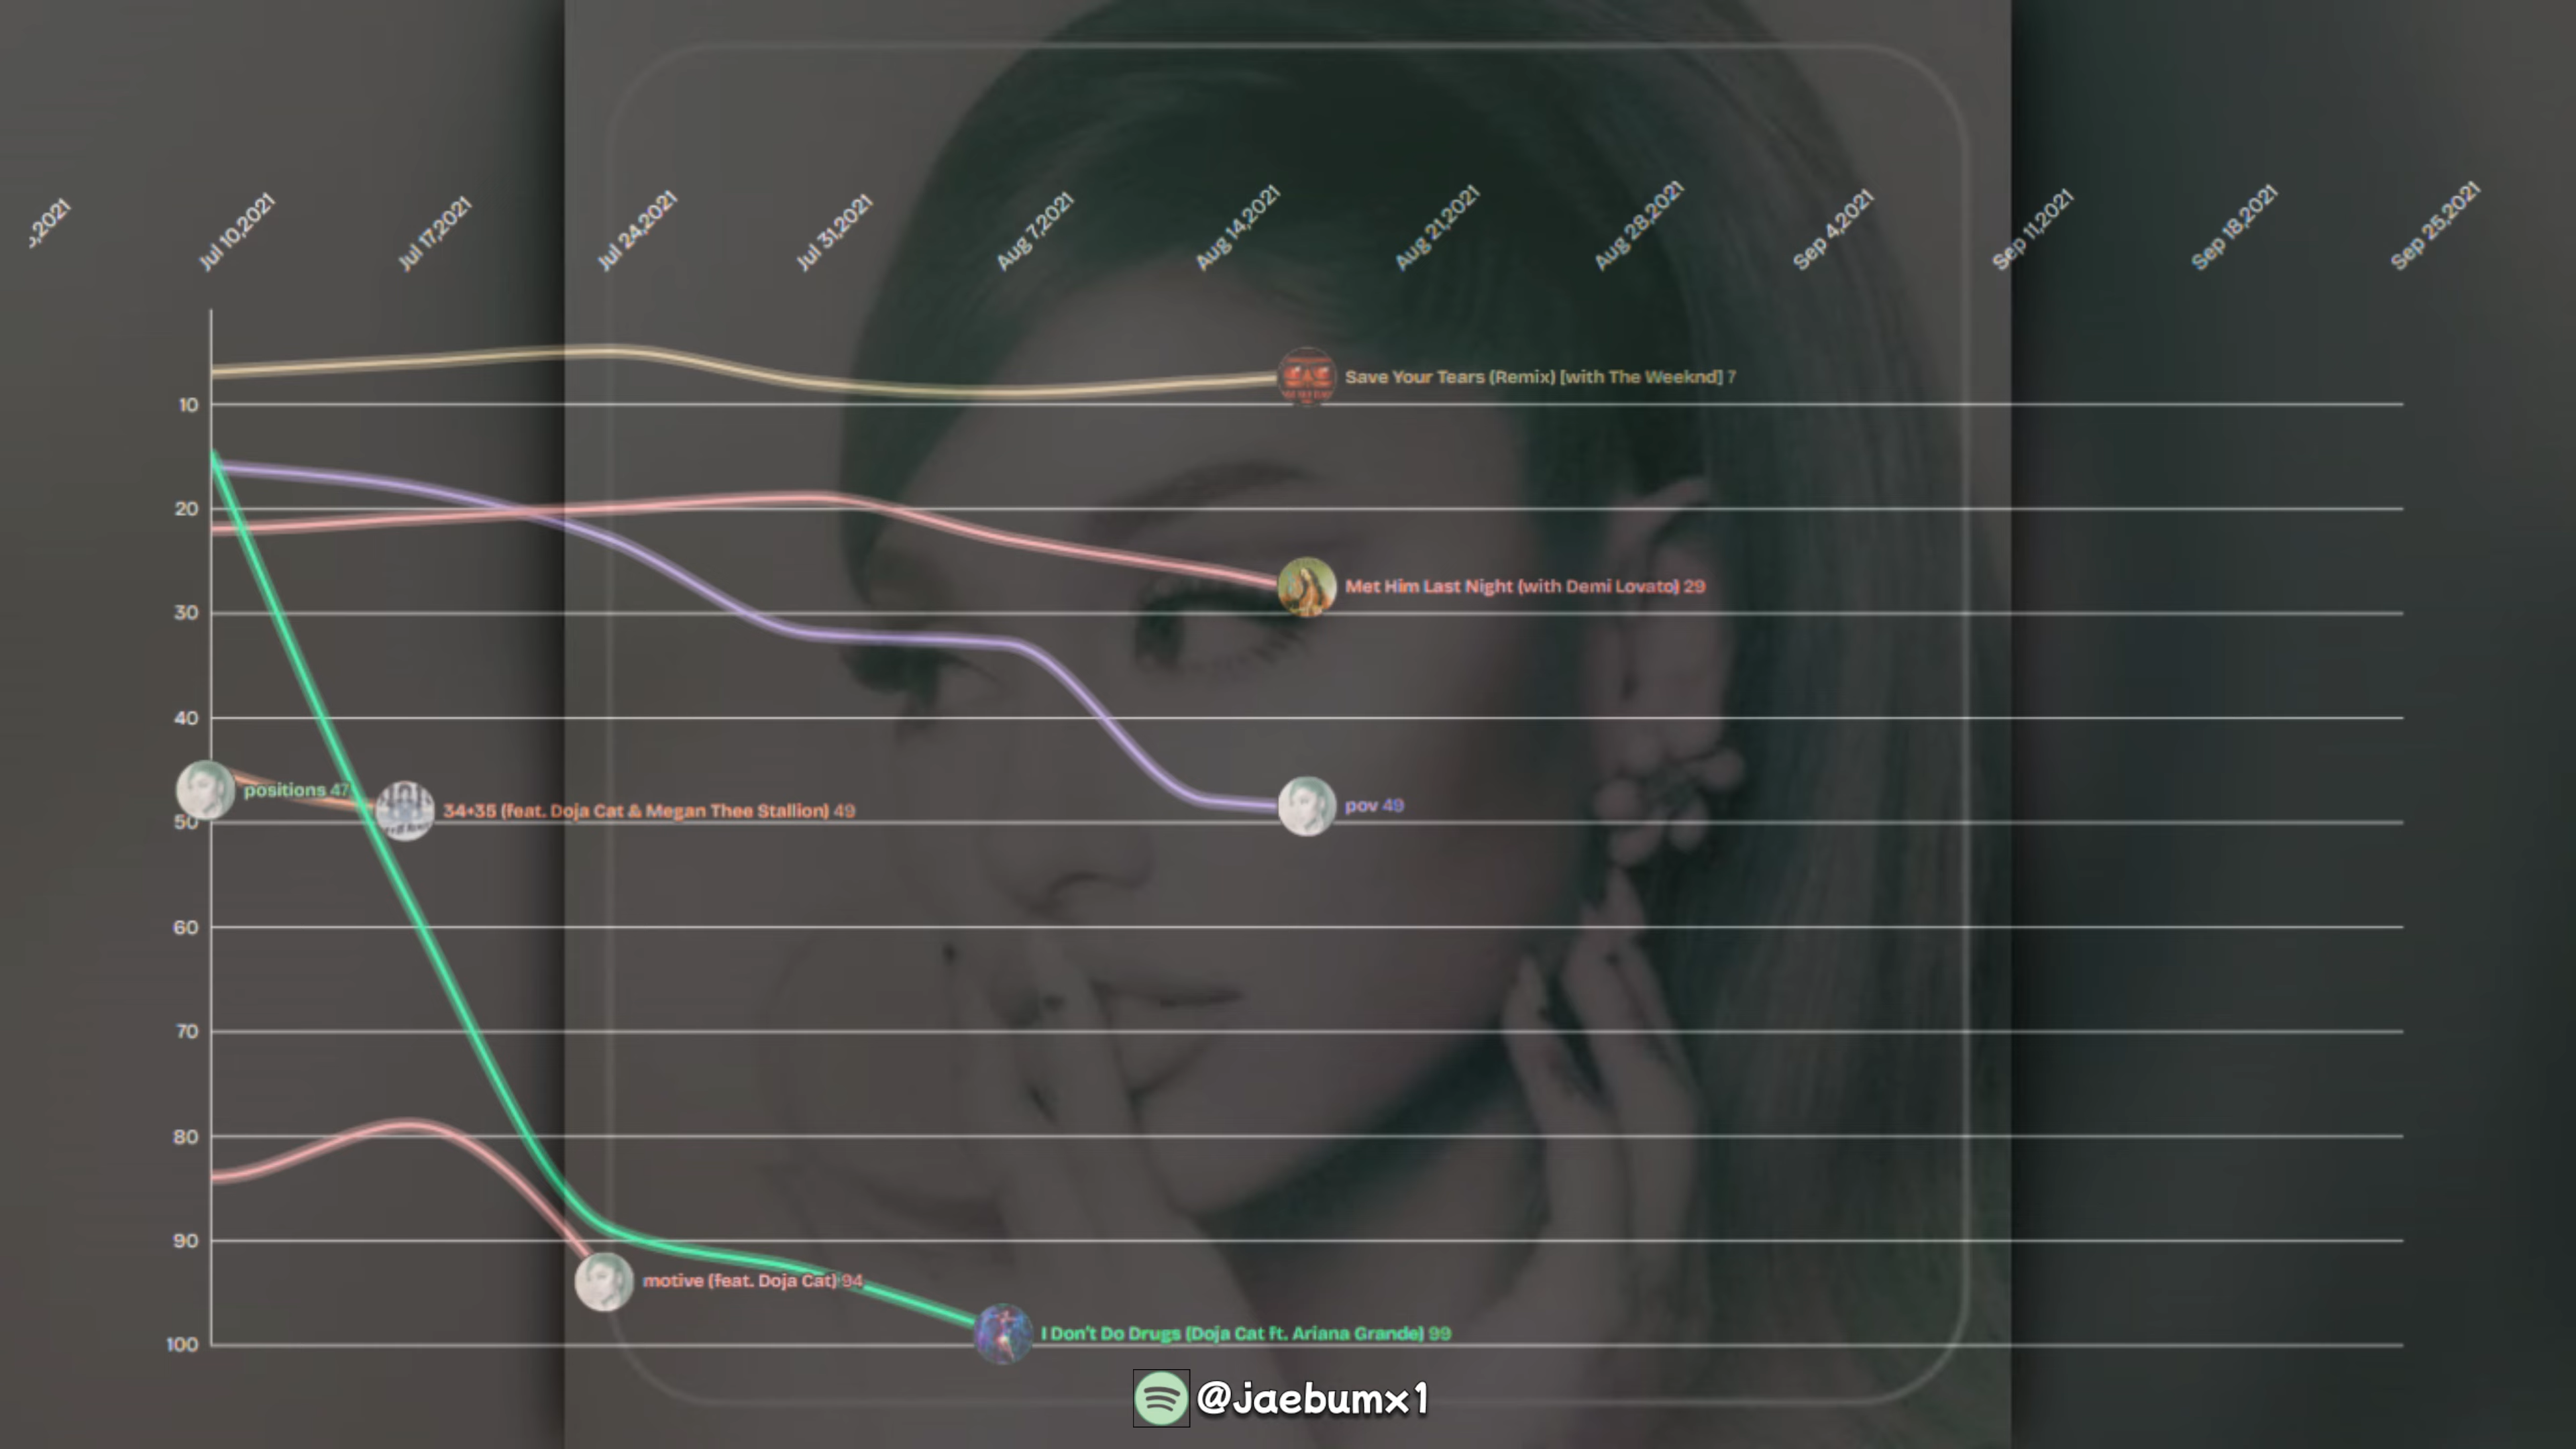 ,2021
Jul 10,2021
Jul 17,2021
Jul 24,2021
Jul 31,2021
Aug 7,2021
Aug 14,2021
Aug 21,2021
Aug 28,2021
Sep 4,2021
Sep 11,2021
Sep 18,2021
Sep 25,2021
Save Your Tears (Remix) [with The Weeknd] 7
10
20
Met Him Last Night (with Demi Lovato) 29
30
40
positions 47
pov 49
34+35 (feat. Doja Cat & Megan Thee Stallion) 49
50
60
70
80
90
motive (feat. Doja Cat) 94
I Don't Do Drugs (Doja Cat ft. Ariana Grande) 99
100
@jaebumx1